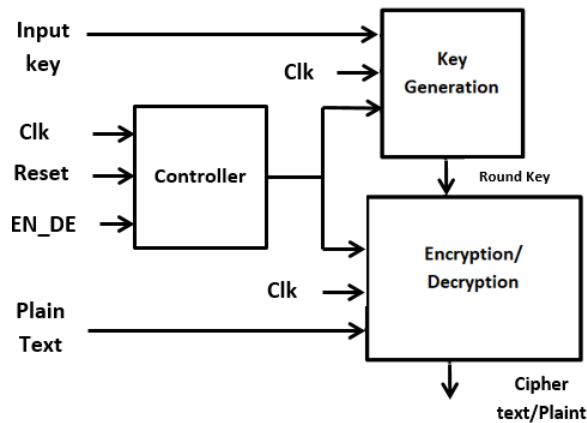 Input
key
Clk
Key
Generation
Clk
Reset
EN_DE
Controller
Round Key
Encryption/
Decryption
Clk
Plain
Text
Cipher
text/Plaint